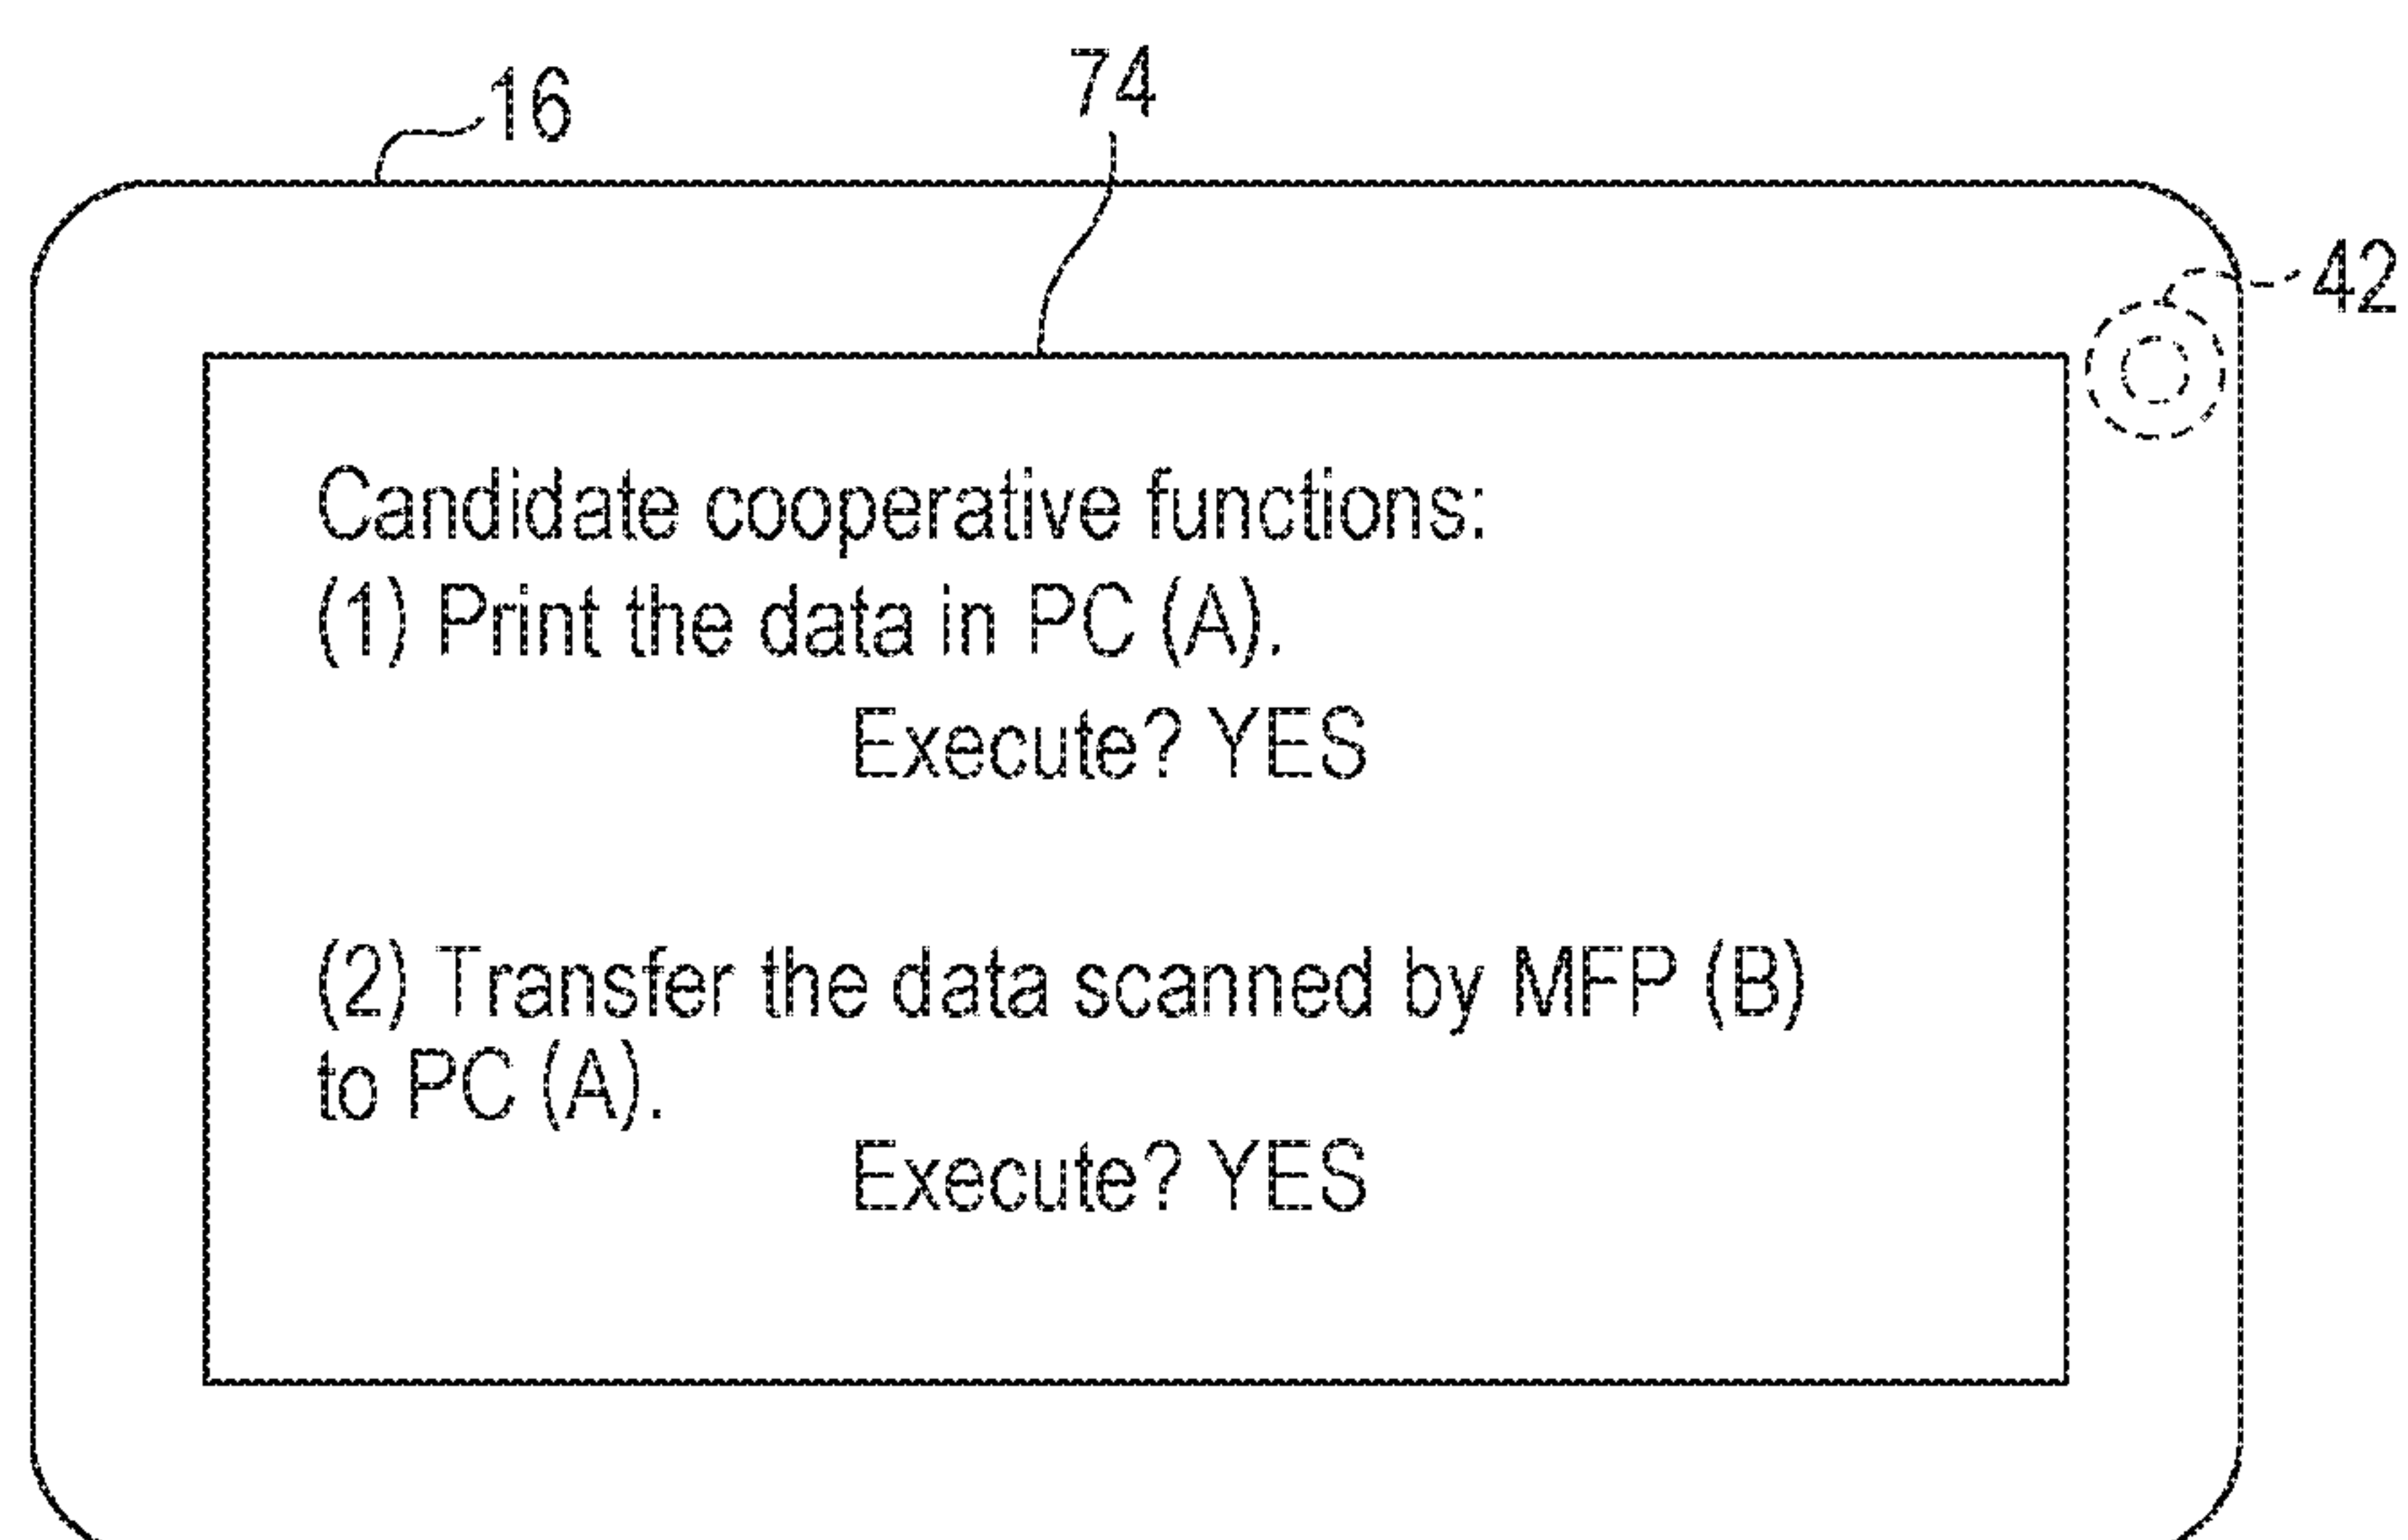 16
74
42
Candidate cooperative functions:
(1) Print the data in PC (A).
Execute? YES
(2) Transfer the data scanned by MFP (B)
to PC (A).
Execute? YES